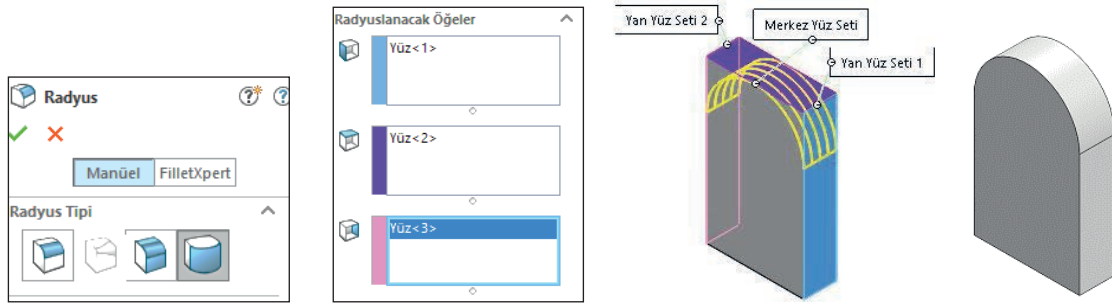 Radyus
Manüel FilletXpert
Radyus Tipi
Radyuslanacak Öğeler
Yüz<1>
Yüz<2>
Yüz<3>
Yan Yüz Seti 2
Merkez Yüz Seti
Yan Yüz Seti 1